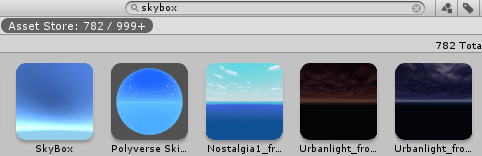 skybox
Asset Store: 782 / 999+
782 Tota
SkyBox
Polyverse Ski...
Nostalgia1_fr...
Urbanlight_fro...
Urbanlight_fro...